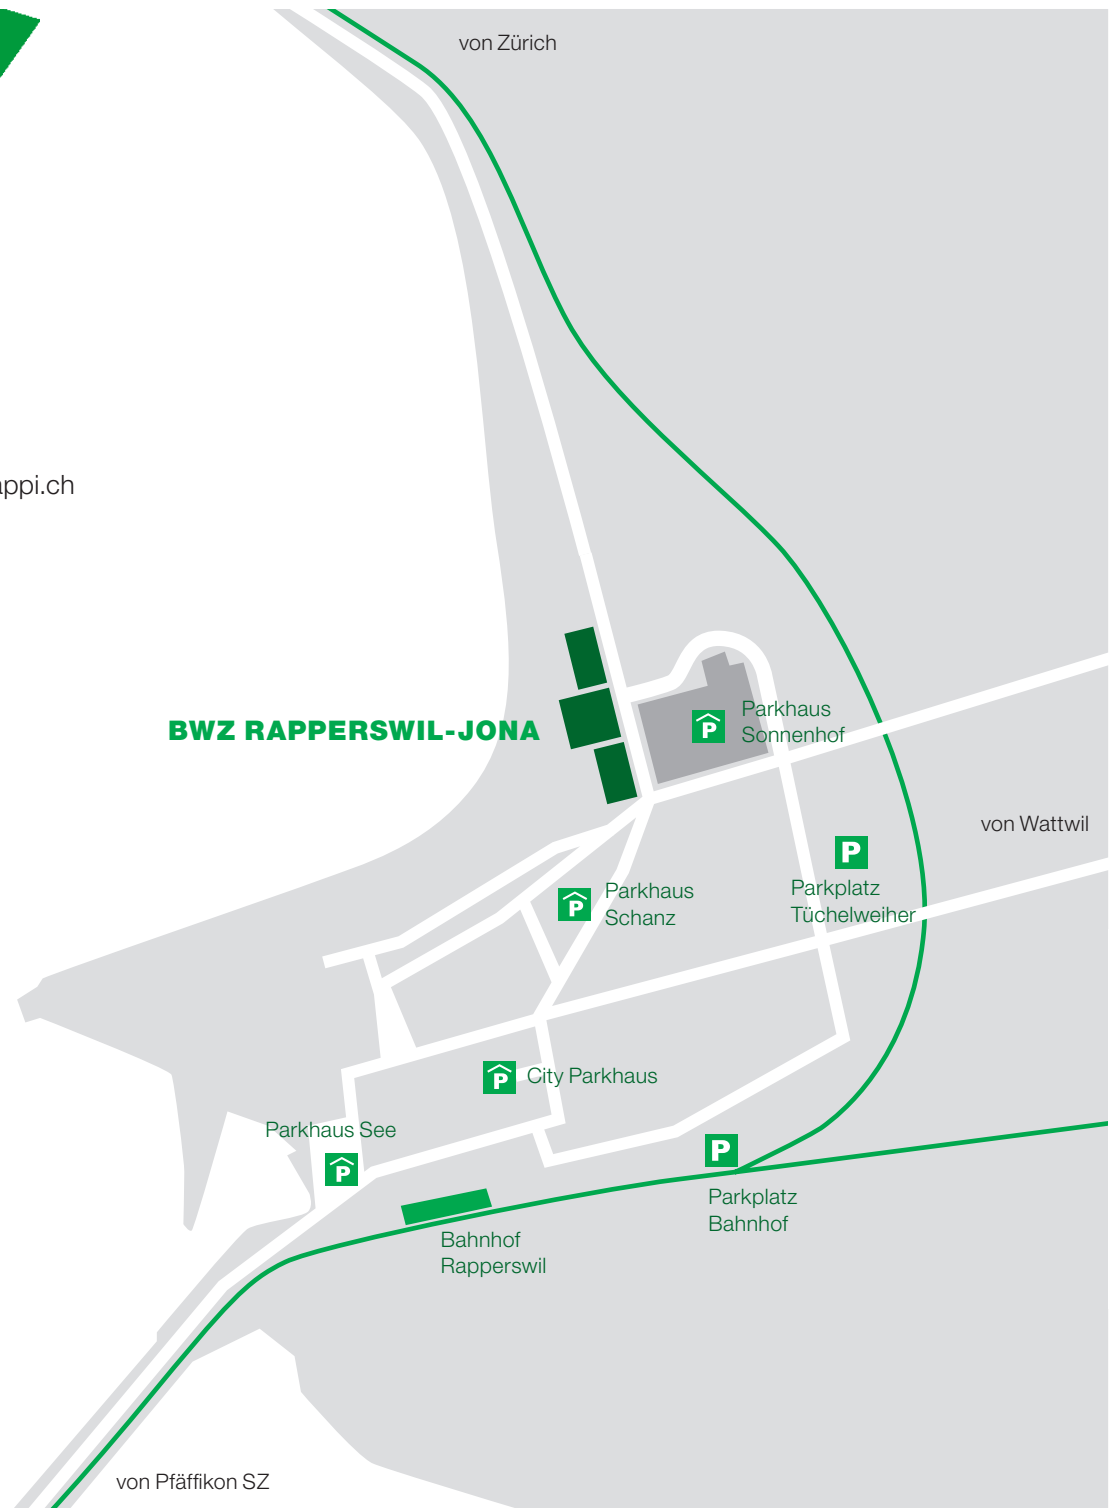 von Zürich
appi.ch
BWZ RAPPERSWIL-JONA
P
Parkhaus
Sonnenhof
von Wattwil
P
Parkplatz
Tüchelweiher
P
Parkhaus
Schanz
P
City Parkhaus
Parkhaus See
P
P
Parkplatz
Bahnhof
Bahnhof
Rapperswil
von Pfäffikon SZ